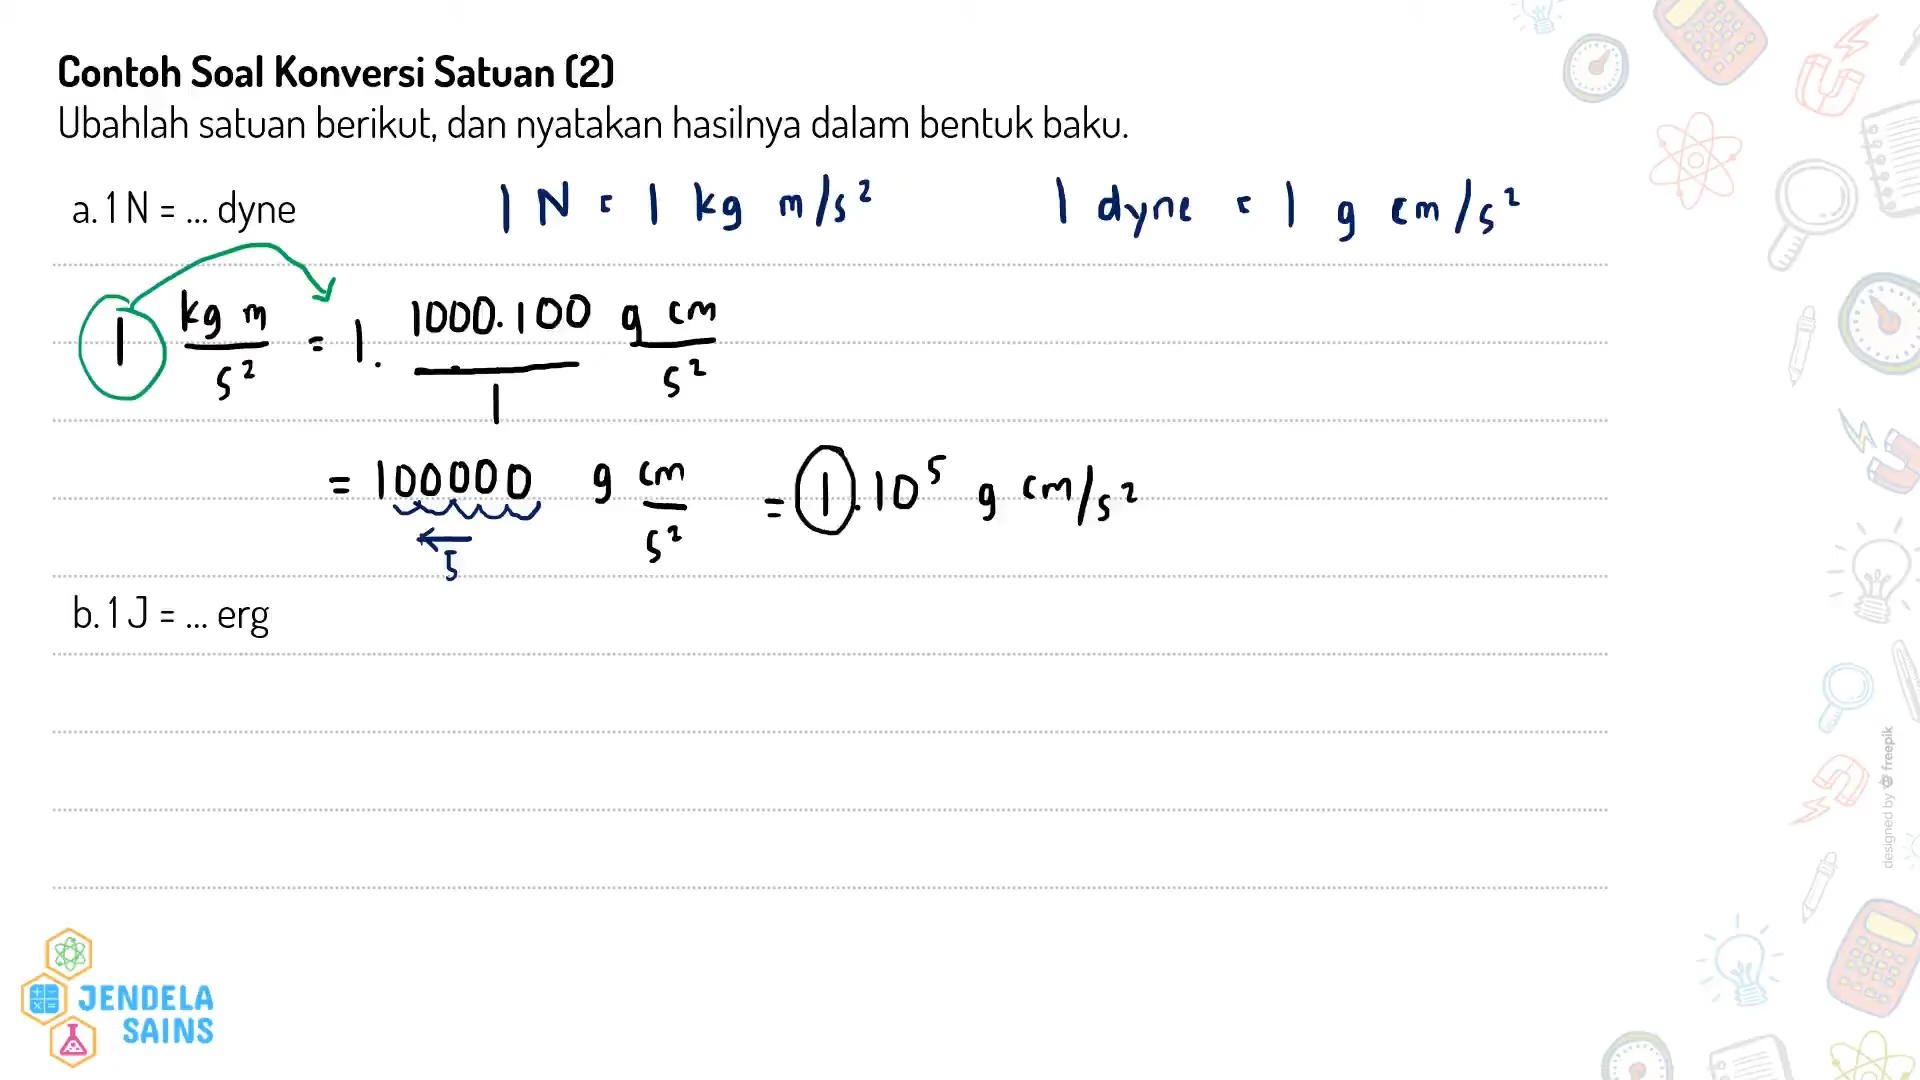 Contoh Soal Konversi Satuan (2)
Ubahlah satuan berikut, dan nyatakan hasilnya dalam bentuk baku.
a. 1 N = ... dyne
1 N = 1 kg m/s²
1 dyne = 1 g cm/s²
1 kg m / s² = 1 . 1000.100 / 1 g cm / s²
= 100000 g cm / s² = 1.10⁵ g cm/s²
5
b. 1 J = ... erg
JENDELA
SAINS
designed by freepik